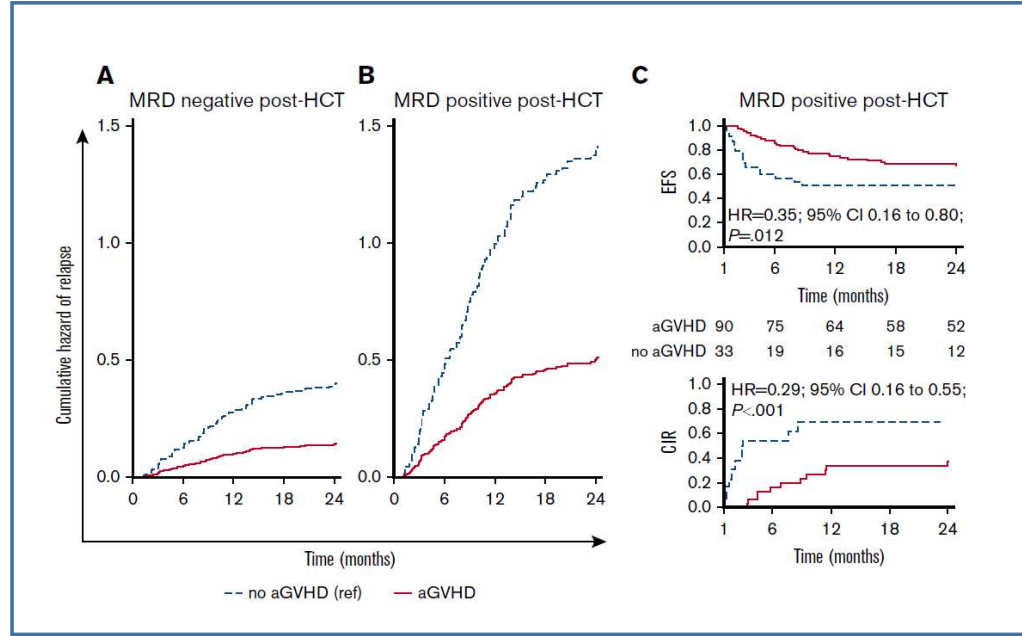 A
MRD negative post-HCT
1.5
1.0
0.5
0.0
0 6 12 18 24
B
MRD positive post-HCT
1.5
1.0
0.5
0.0
0 6 12 18 24
Cumulative hazard of relapse
Time (months)
no aGVHD (ref) aGVHD
C
MRD positive post-HCT
EFS
1.0
0.8
0.6
0.4
0.2
0.0
HR=0.35; 95% CI 0.16 to 0.80;
P=.012
1 6 12 18 24
Time (months)
aGVHD 90 75 64 58 52
no aGVHD 33 19 16 15 12
CIR
1.0
0.8
0.6
0.4
0.2
0.0
HR=0.29; 95% CI 0.16 to 0.55;
P<.001
1 6 12 18 24
Time (months)